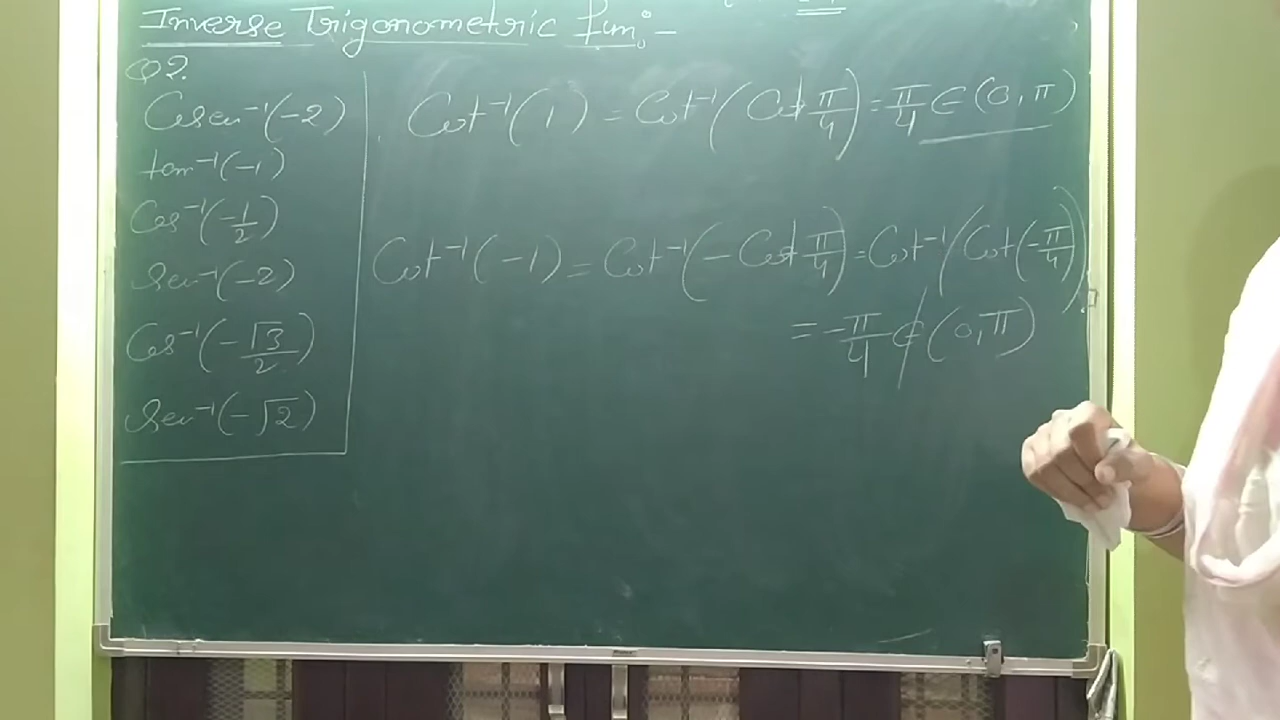 Inverse Trigonometric fun:-
Q2.
Cosec⁻¹(-2)
tan⁻¹(-1)
Cos⁻¹(-1/2)
Sec⁻¹(-2)
Cos⁻¹(-√3/2)
Sec⁻¹(-√2)
Cot⁻¹(1) = Cot⁻¹(Cot π/4) = π/4 ∈ (0, π)
Cot⁻¹(-1) = Cot⁻¹(-Cot π/4) = Cot⁻¹(Cot(-π/4))
= -π/4 ∉ (0, π)